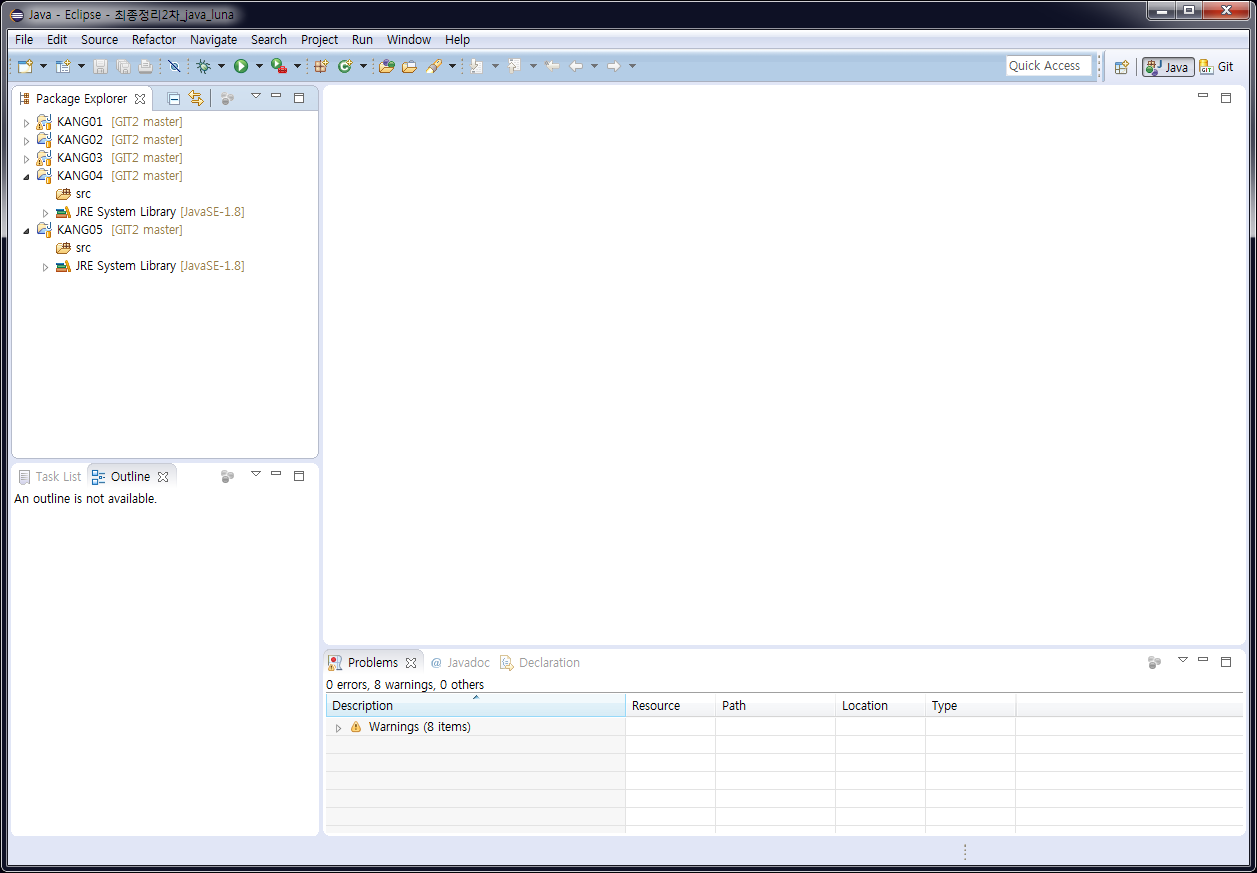 Java - Eclipse - 최종정리2차_java_luna
File Edit Source Refactor Navigate Search Project Run Window Help
Quick Access Java Git
Package Explorer
KANG01 [GIT2 master]
KANG02 [GIT2 master]
KANG03 [GIT2 master]
KANG04 [GIT2 master]
src
JRE System Library [JavaSE-1.8]
KANG05 [GIT2 master]
src
JRE System Library [JavaSE-1.8]
Task List Outline
An outline is not available.
Problems @ Javadoc Declaration
0 errors, 8 warnings, 0 others
Description Resource Path Location Type
Warnings (8 items)